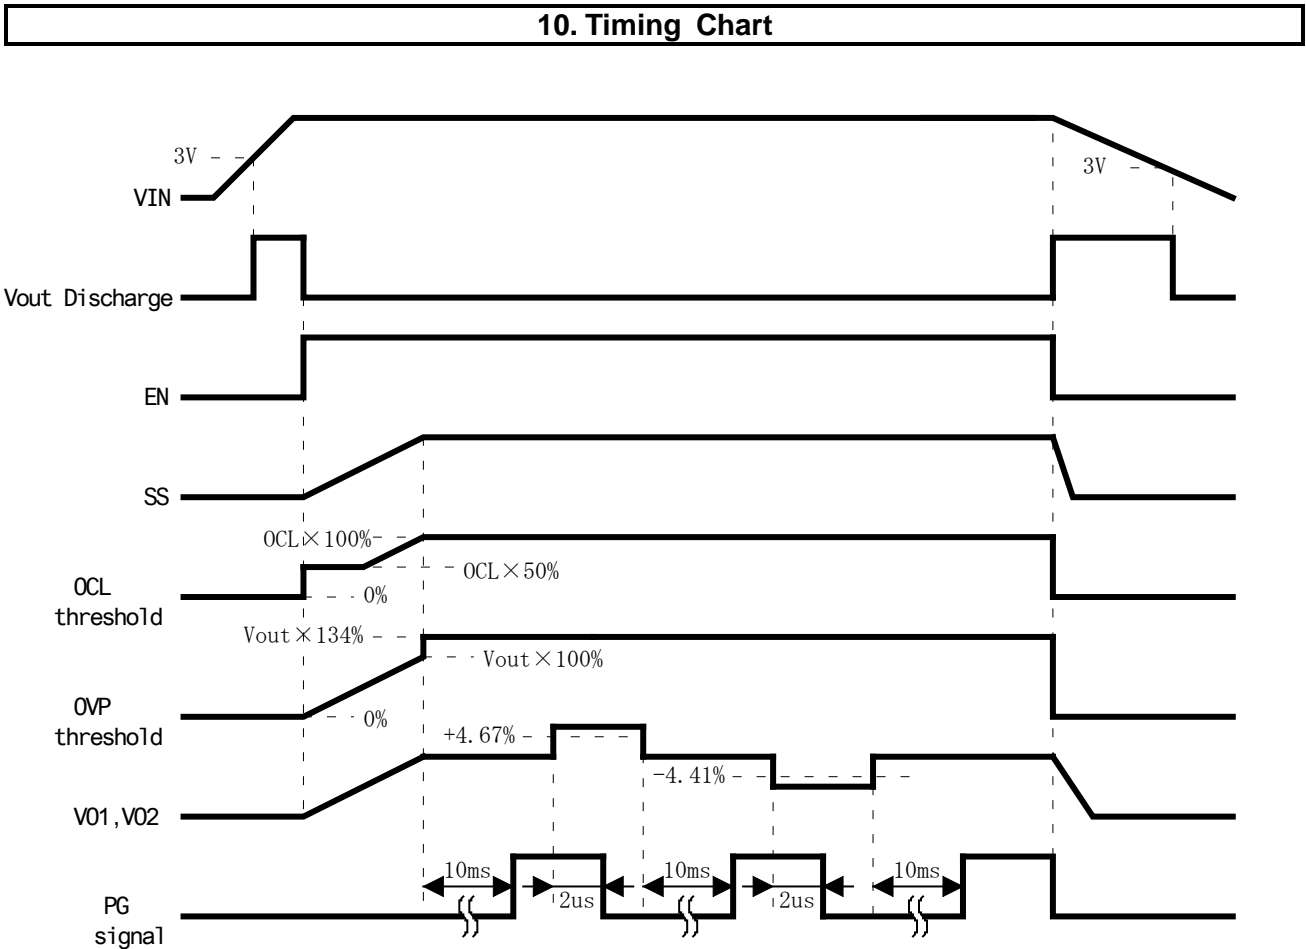 10. Timing Chart
3V
VIN
3V
Vout Discharge
EN
SS
OCL×100%
OCL×50%
OCL
threshold
0%
Vout×134%
Vout×100%
OVP
threshold
0%
+4.67%
-4.41%
VO1,VO2
10ms
2us
10ms
2us
10ms
PG
signal